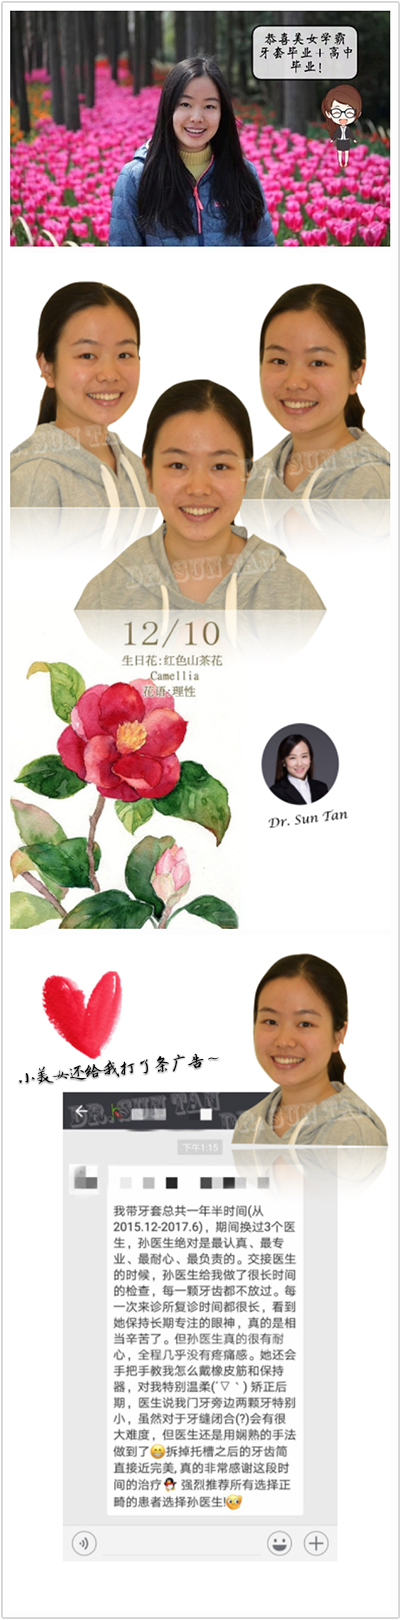 恭喜美女学霸
牙套毕业+高中
毕业!
DR. SUN TAN
DR. SUN TAN
DR. SUN TAN
12/10
生日花:红色山茶花
Camellia
花语:理性
Dr. Sun Tan
小美女还给我打了条广告~
DR. SUN TAN
下午1:15
我带牙套总共一年半时间(从
2015.12-2017.6)，期间换过3个医
生，孙医生绝对是最认真、最专
业、最耐心、最负责的。交接医生
的时候，孙医生给我做了很长时间
的检查，每一颗牙齿都不放过。每
一次来诊所复诊时间都很长，看到
她保持长期专注的眼神，真的是相
当辛苦了。但孙医生真的很有耐
心，全程几乎没有疼痛感。她还会
手把手教我怎么戴橡皮筋和保持
器，对我特别温柔(´▽｀) 矫正后
期，医生说我门牙旁边两颗牙特别
小，虽然对于牙缝闭合(?)会有很
大难度，但医生还是用娴熟的手法
做到了😁拆掉托槽之后的牙齿简
直接近完美, 真的非常感谢这段时
间的治疗🐧 强烈推荐所有选择正
畸的患者选择孙医生!